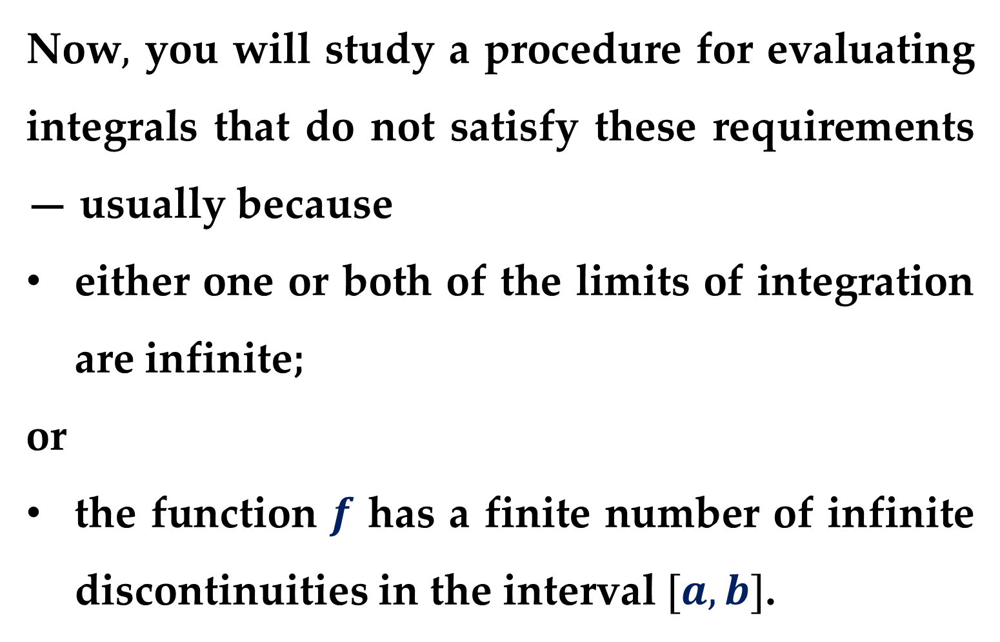 Now, you will study a procedure for evaluating
integrals that do not satisfy these requirements
— usually because
• either one or both of the limits of integration
are infinite;
or
• the function f has a finite number of infinite
discontinuities in the interval [a, b].